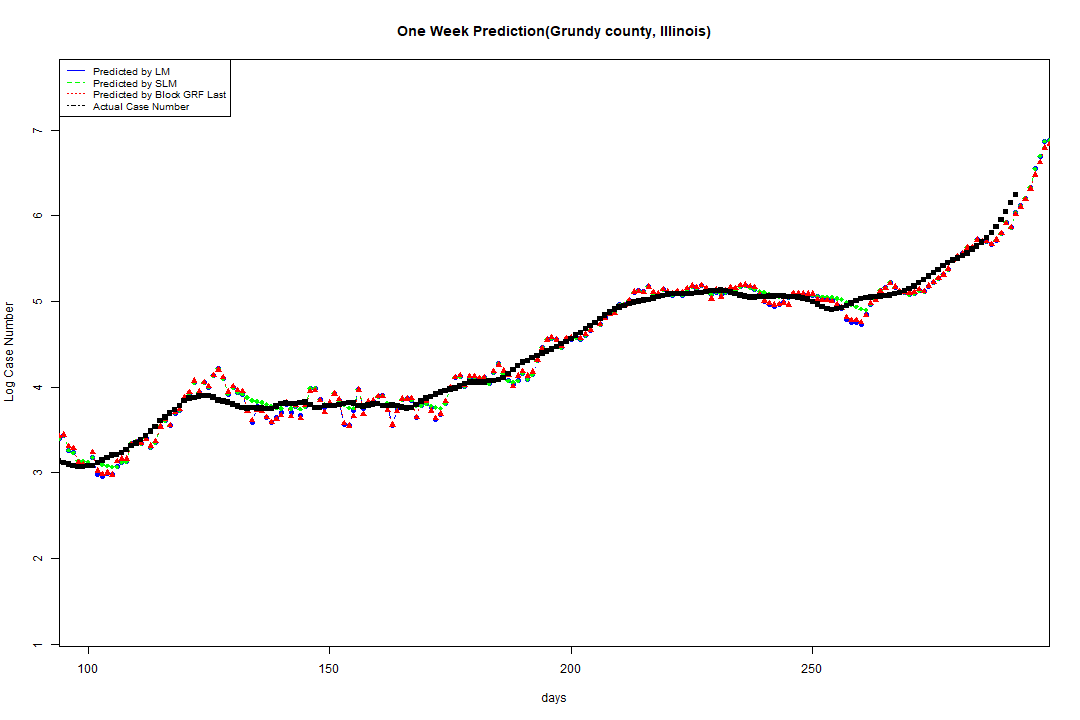 One Week Prediction(Grundy county, Illinois)
Predicted by LM
Predicted by SLM
Predicted by Block GRF Last
Actual Case Number
7
6
5
4
3
2
1
Log Case Number
100 150 200 250
days